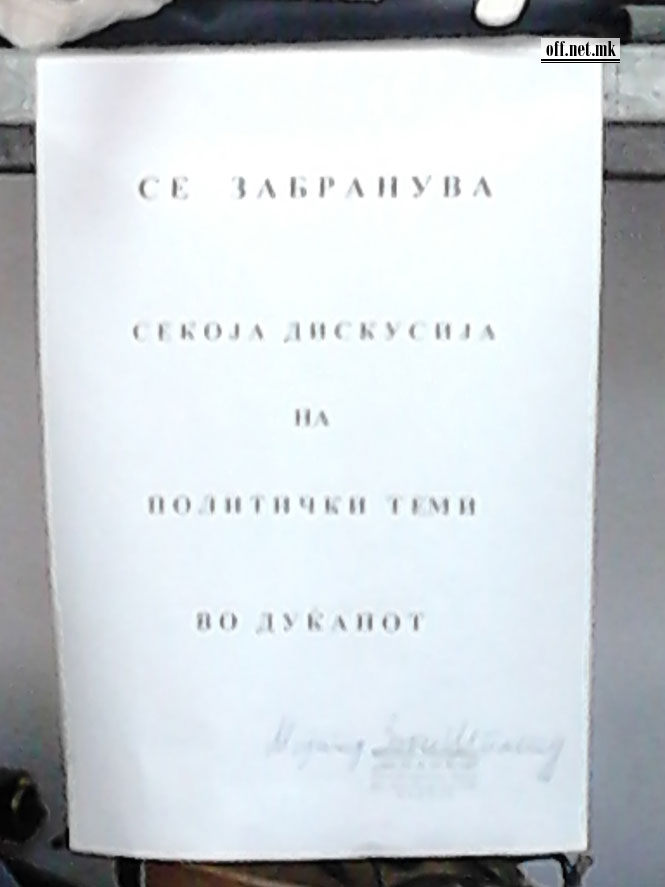 off.net.mk
СЕ ЗАБРАНУВА
СЕКОЈА ДИСКУСИЈА
НА
ПОЛИТИЧКИ ТЕМИ
ВО ДУЌАНОТ